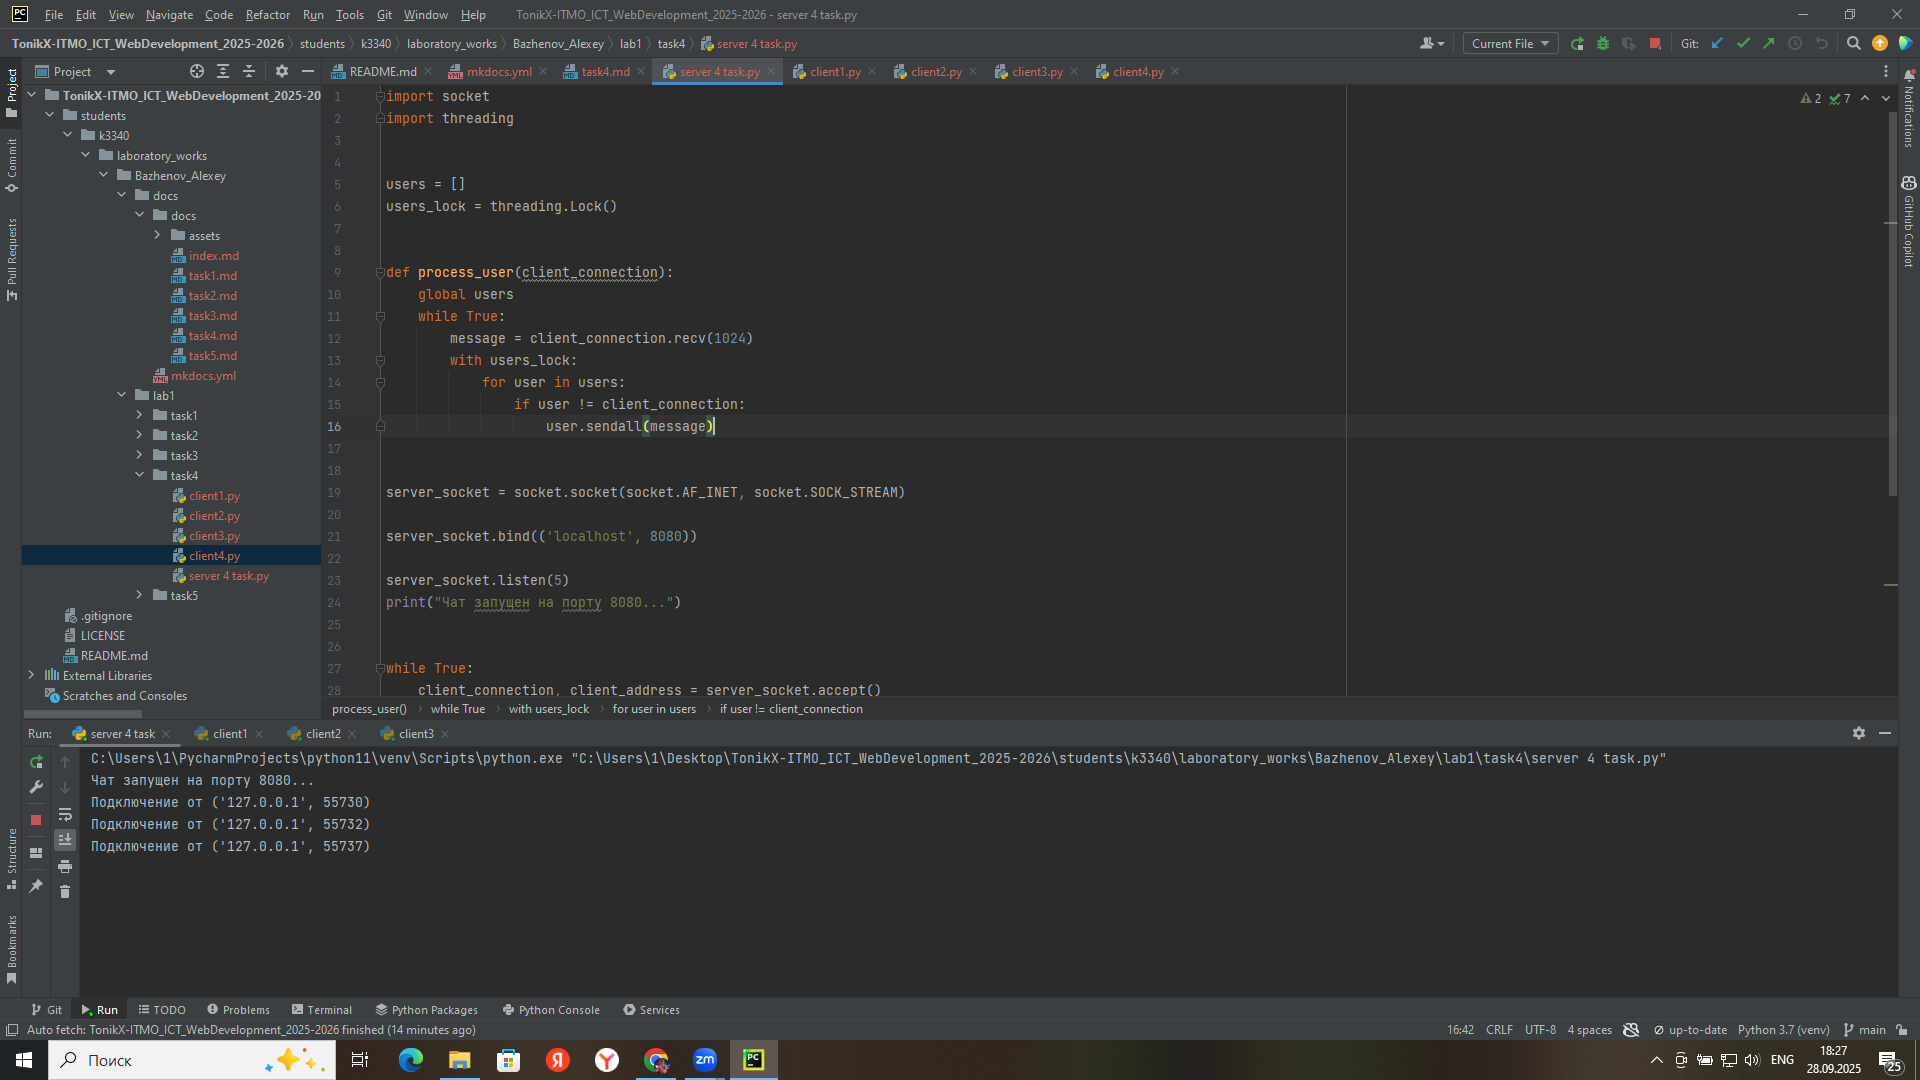 PC File Edit View Navigate Code Refactor Run Tools Git Window Help TonikX-ITMO_ICT_WebDevelopment_2025-2026 - server 4 task.py
TonikX-ITMO_ICT_WebDevelopment_2025-2026 students k3340 laboratory_works Bazhenov_Alexey lab1 task4 server 4 task.py Current File Git:
Project README.md mkdocs.yml task4.md server 4 task.py client1.py client2.py client3.py client4.py
Project
Commit
Pull Requests
TonikX-ITMO_ICT_WebDevelopment_2025-20
students
k3340
laboratory_works
Bazhenov_Alexey
docs
docs
assets
index.md
task1.md
task2.md
task3.md
task4.md
task5.md
mkdocs.yml
lab1
task1
task2
task3
task4
client1.py
client2.py
client3.py
client4.py
server 4 task.py
task5
.gitignore
LICENSE
README.md
External Libraries
Scratches and Consoles
2 7
1 import socket
2 import threading
3
4
5 users = []
6 users_lock = threading.Lock()
7
8
9 def process_user(client_connection):
10 global users
11 while True:
12 message = client_connection.recv(1024)
13 with users_lock:
14 for user in users:
15 if user != client_connection:
16 user.sendall(message)
17
18
19 server_socket = socket.socket(socket.AF_INET, socket.SOCK_STREAM)
20
21 server_socket.bind(('localhost', 8080))
22
23 server_socket.listen(5)
24 print("Чат запущен на порту 8080...")
25
26
27 while True:
28 client_connection, client_address = server_socket.accept()
Notifications
GitHub Copilot
process_user() while True with users_lock for user in users if user != client_connection
Run: server 4 task client1 client2 client3
C:\Users\1\PycharmProjects\python11\venv\Scripts\python.exe "C:\Users\1\Desktop\TonikX-ITMO_ICT_WebDevelopment_2025-2026\students\k3340\laboratory_works\Bazhenov_Alexey\lab1\task4\server 4 task.py"
Чат запущен на порту 8080...
Подключение от ('127.0.0.1', 55730)
Подключение от ('127.0.0.1', 55732)
Подключение от ('127.0.0.1', 55737)
Structure
Bookmarks
Git Run TODO Problems Terminal Python Packages Python Console Services
Auto fetch: TonikX-ITMO_ICT_WebDevelopment_2025-2026 finished (14 minutes ago) 16:42 CRLF UTF-8 4 spaces up-to-date Python 3.7 (venv) main
Поиск Я Y zm PC ENG 18:27
28.09.2025 25